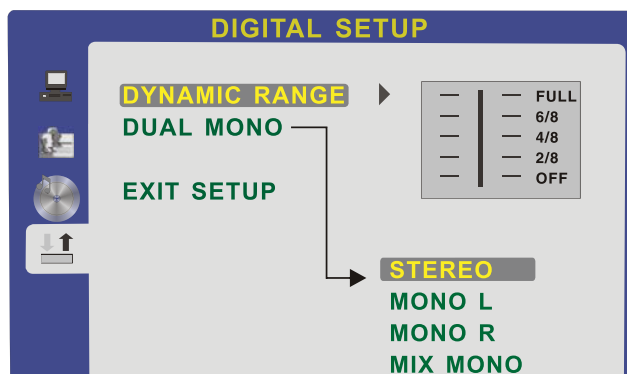 DIGITAL SETUP
DYNAMIC RANGE
DUAL MONO
EXIT SETUP
FULL
6/8
4/8
2/8
OFF
STEREO
MONO L
MONO R
MIX MONO